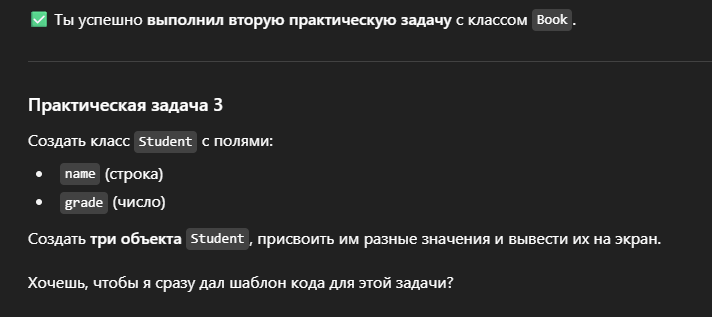 ✅ Ты успешно выполнил вторую практическую задачу с классом Book.
Практическая задача 3
Создать класс Student с полями:
• name (строка)
• grade (число)
Создать три объекта Student, присвоить им разные значения и вывести их на экран.
Хочешь, чтобы я сразу дал шаблон кода для этой задачи?